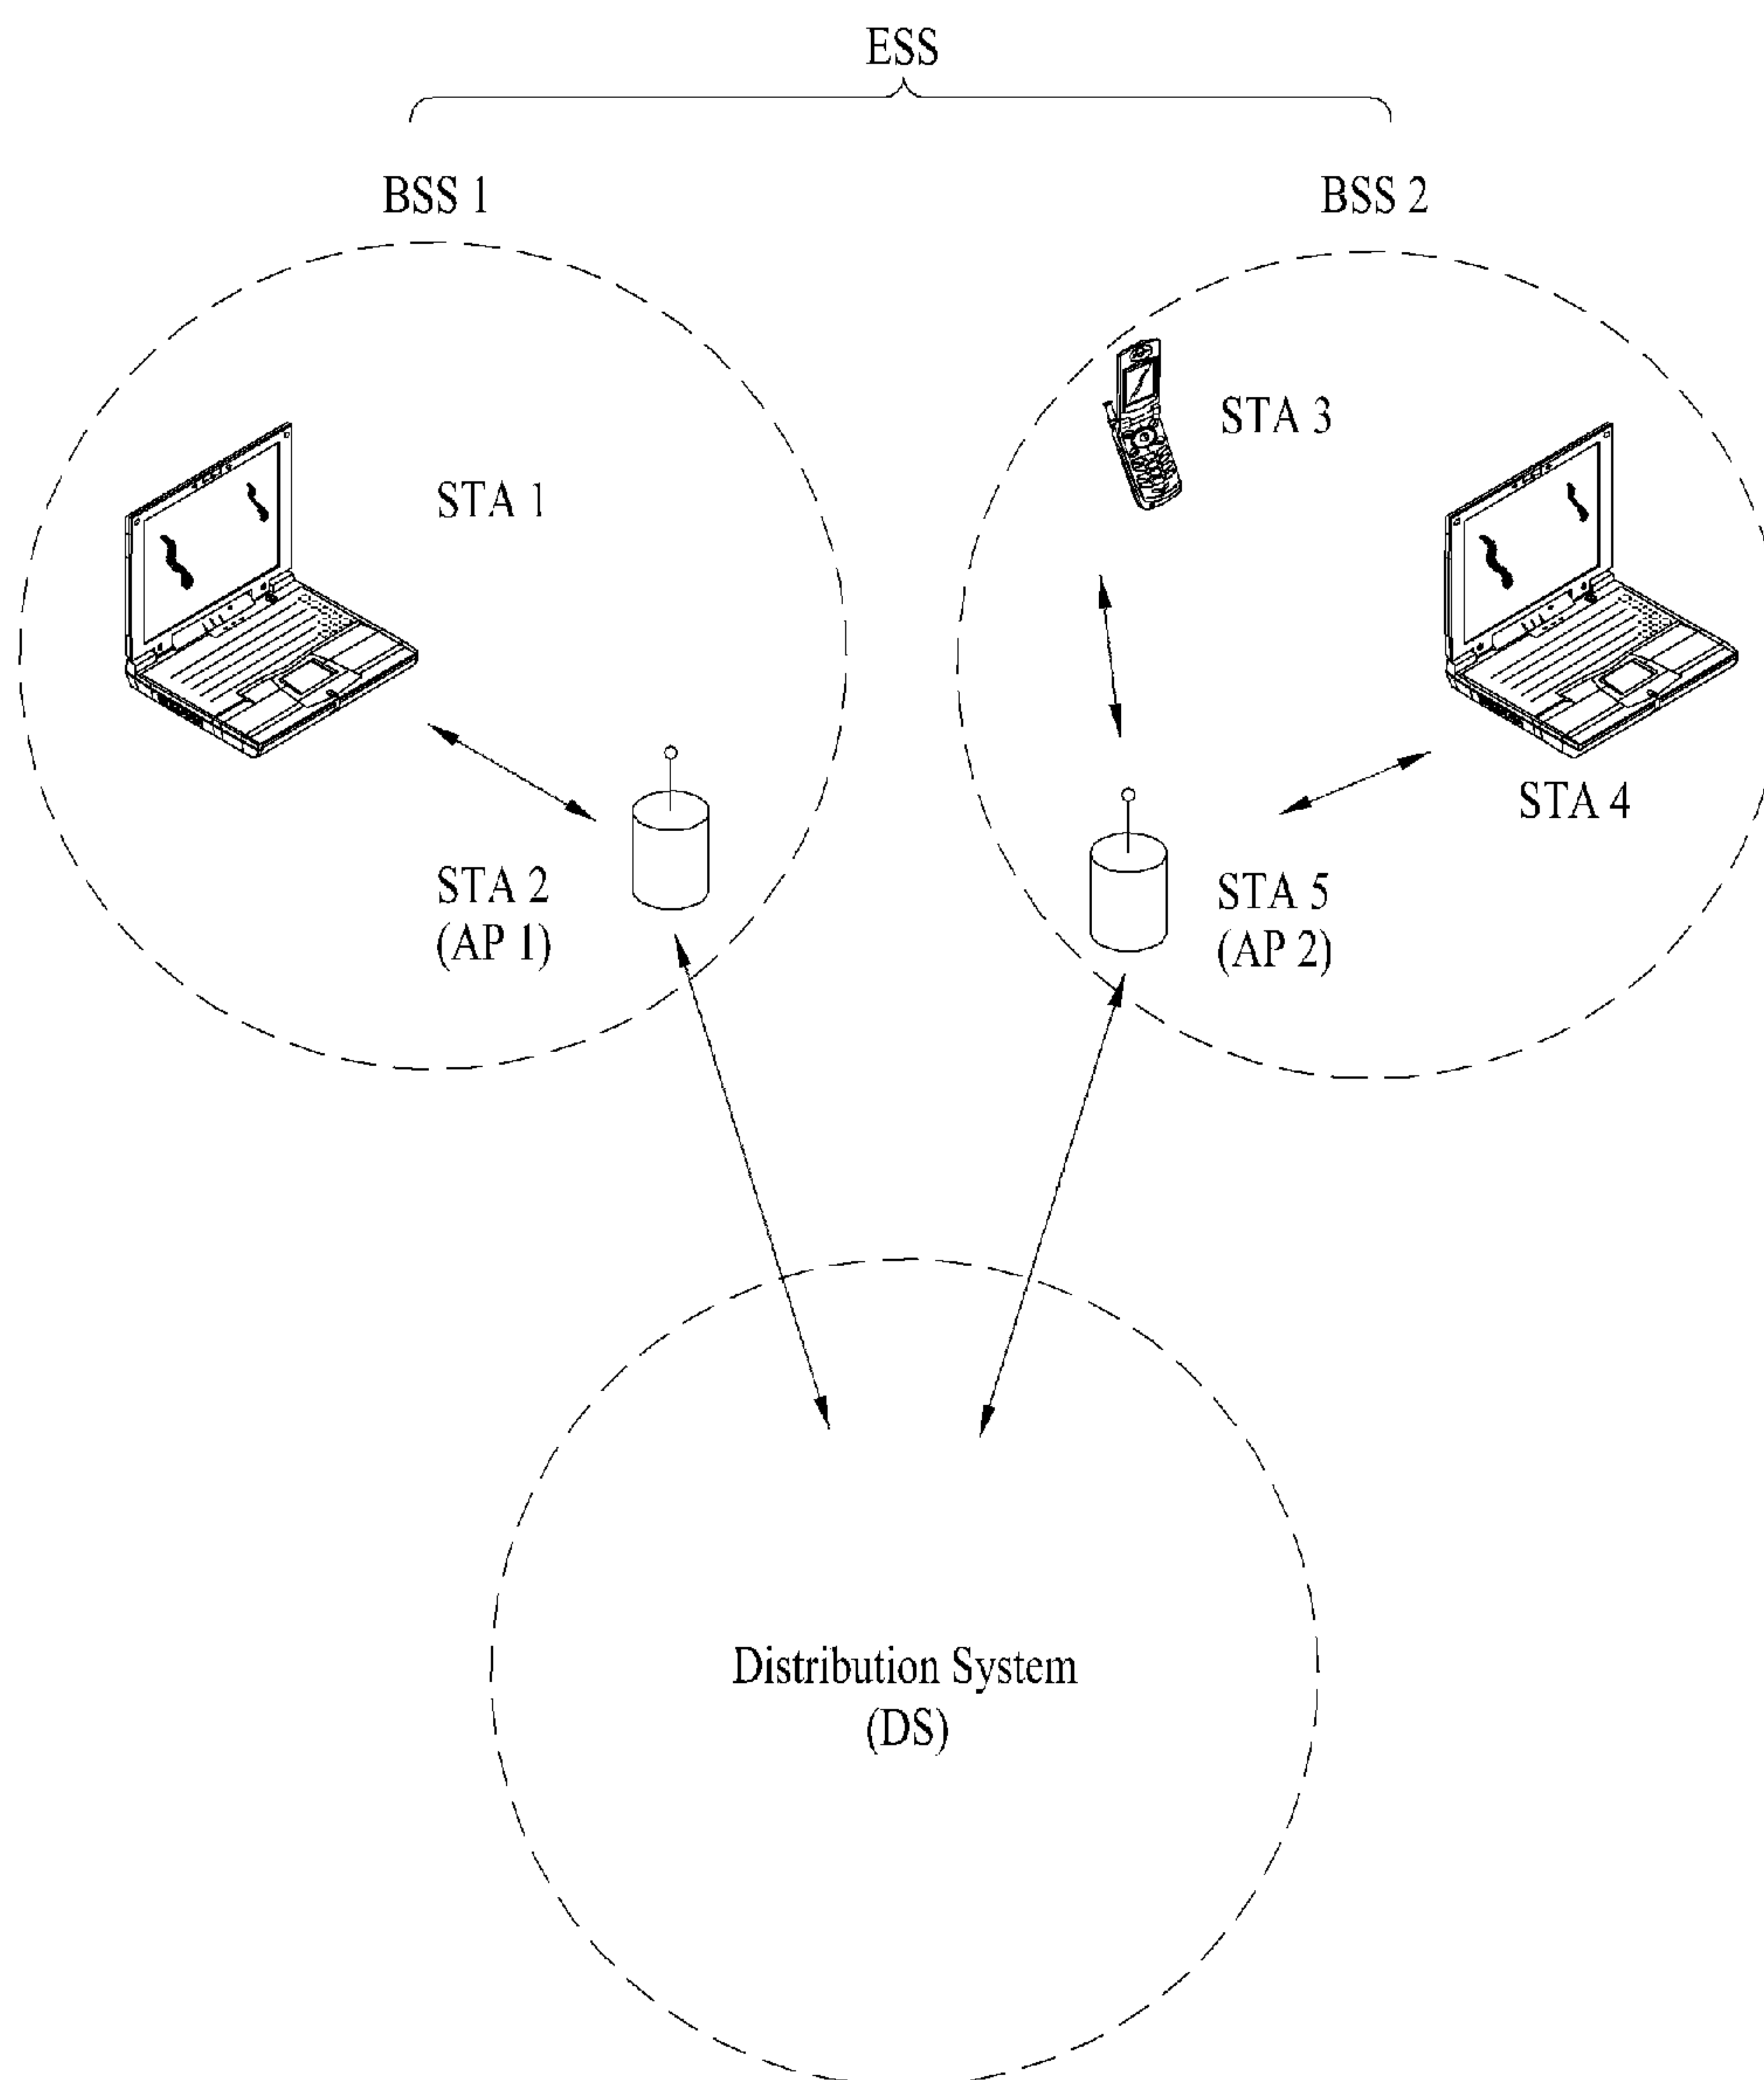 ESS
BSS 1
BSS 2
STA 3
STA 1
STA 4
STA 2
(AP 1)
STA 5
(AP 2)
Distribution System
(DS)